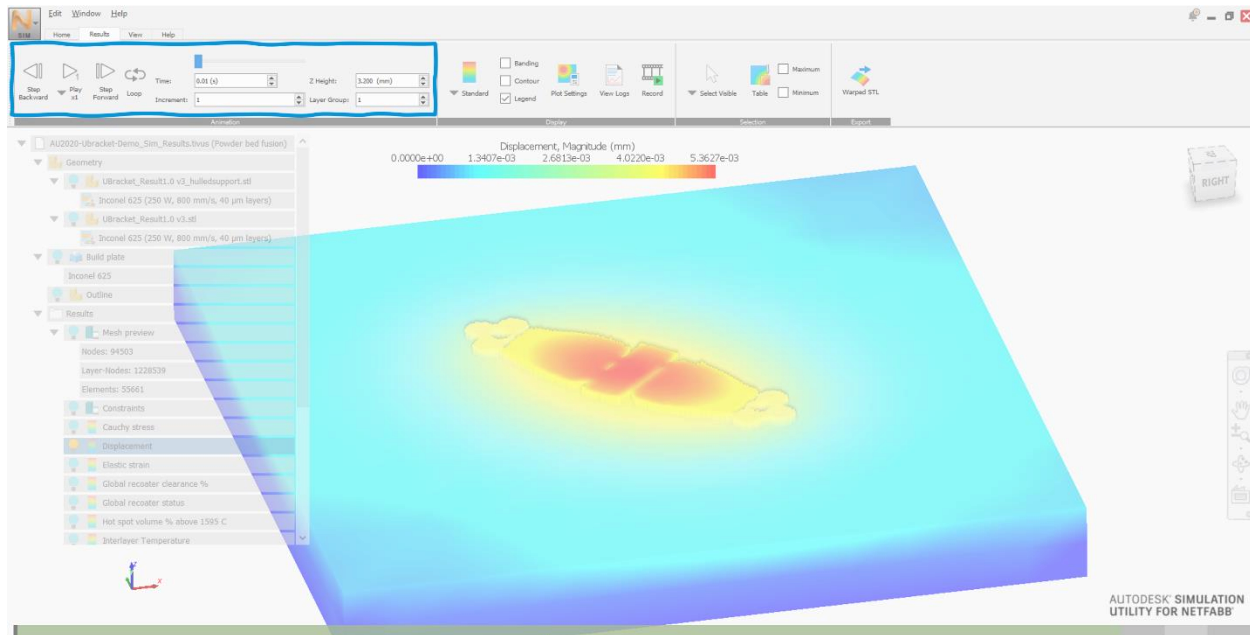 Edit Window Help
SIM
Home Results View Help
Step Backward
Play x1
Step Forward
Loop
Time: 0.01 (s)
Increment: 1
Z Height: 3.200 (mm)
Layer Group: 1
Animation
Standard
Banding
Contour
Legend
Plot Settings
View Logs
Record
Display
Select Visible
Table
Maximum
Minimum
Selection
Warped STL
Export
AU2020-Ubracket-Demo_Sim_Results.tivus (Powder bed fusion)
Geometry
UBracket_Result1.0 v3_hulledsupport.stl
Inconel 625 (250 W, 800 mm/s, 40 µm layers)
UBracket_Result1.0 v3.stl
Inconel 625 (250 W, 800 mm/s, 40 µm layers)
Build plate
Inconel 625
Outline
Results
Mesh preview
Nodes: 94503
Layer-Nodes: 1228539
Elements: 55661
Constraints
Cauchy stress
Displacement
Elastic strain
Global recoater clearance %
Global recoater status
Hot spot volume % above 1595 C
Interlayer Temperature
Displacement, Magnitude (mm)
0.0000e+00 1.3407e-03 2.6813e-03 4.0220e-03 5.3627e-03
RIGHT
z
x
AUTODESK® SIMULATION
UTILITY FOR NETFABB®